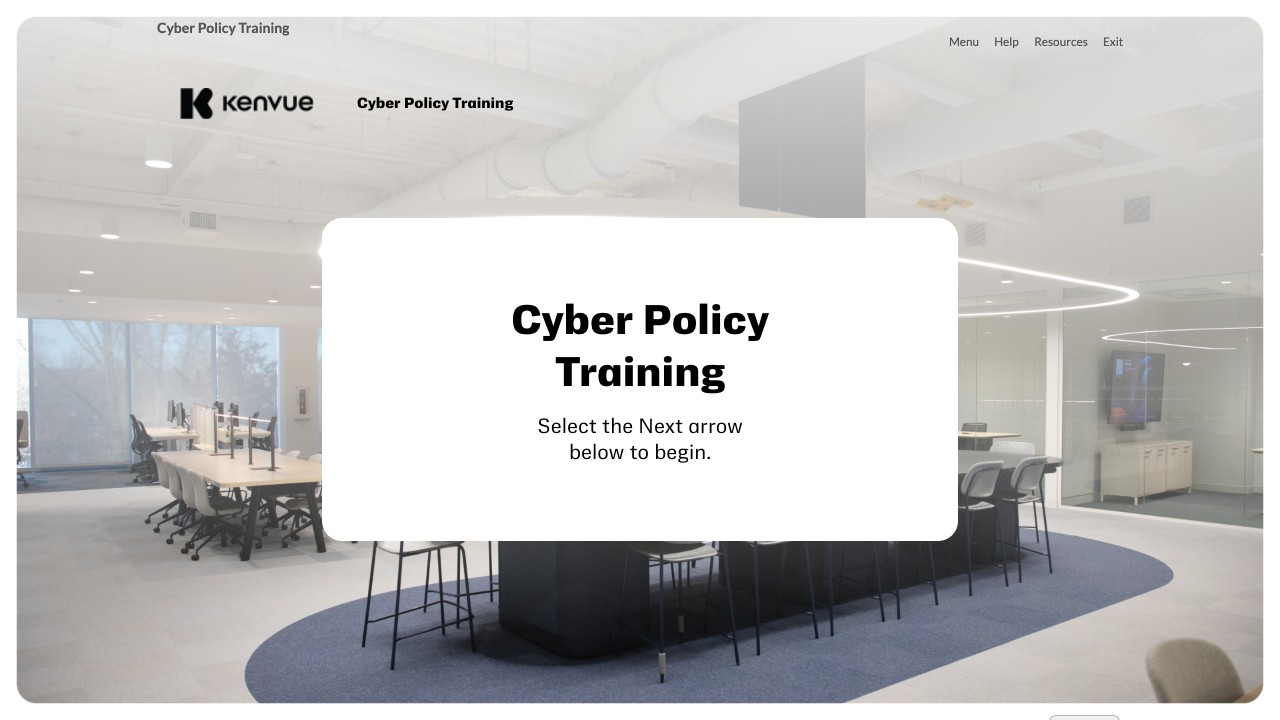 Cyber Policy Training
Menu Help Resources Exit
KENVUE Cyber Policy Training
Cyber Policy
Training
Select the Next arrow
below to begin.